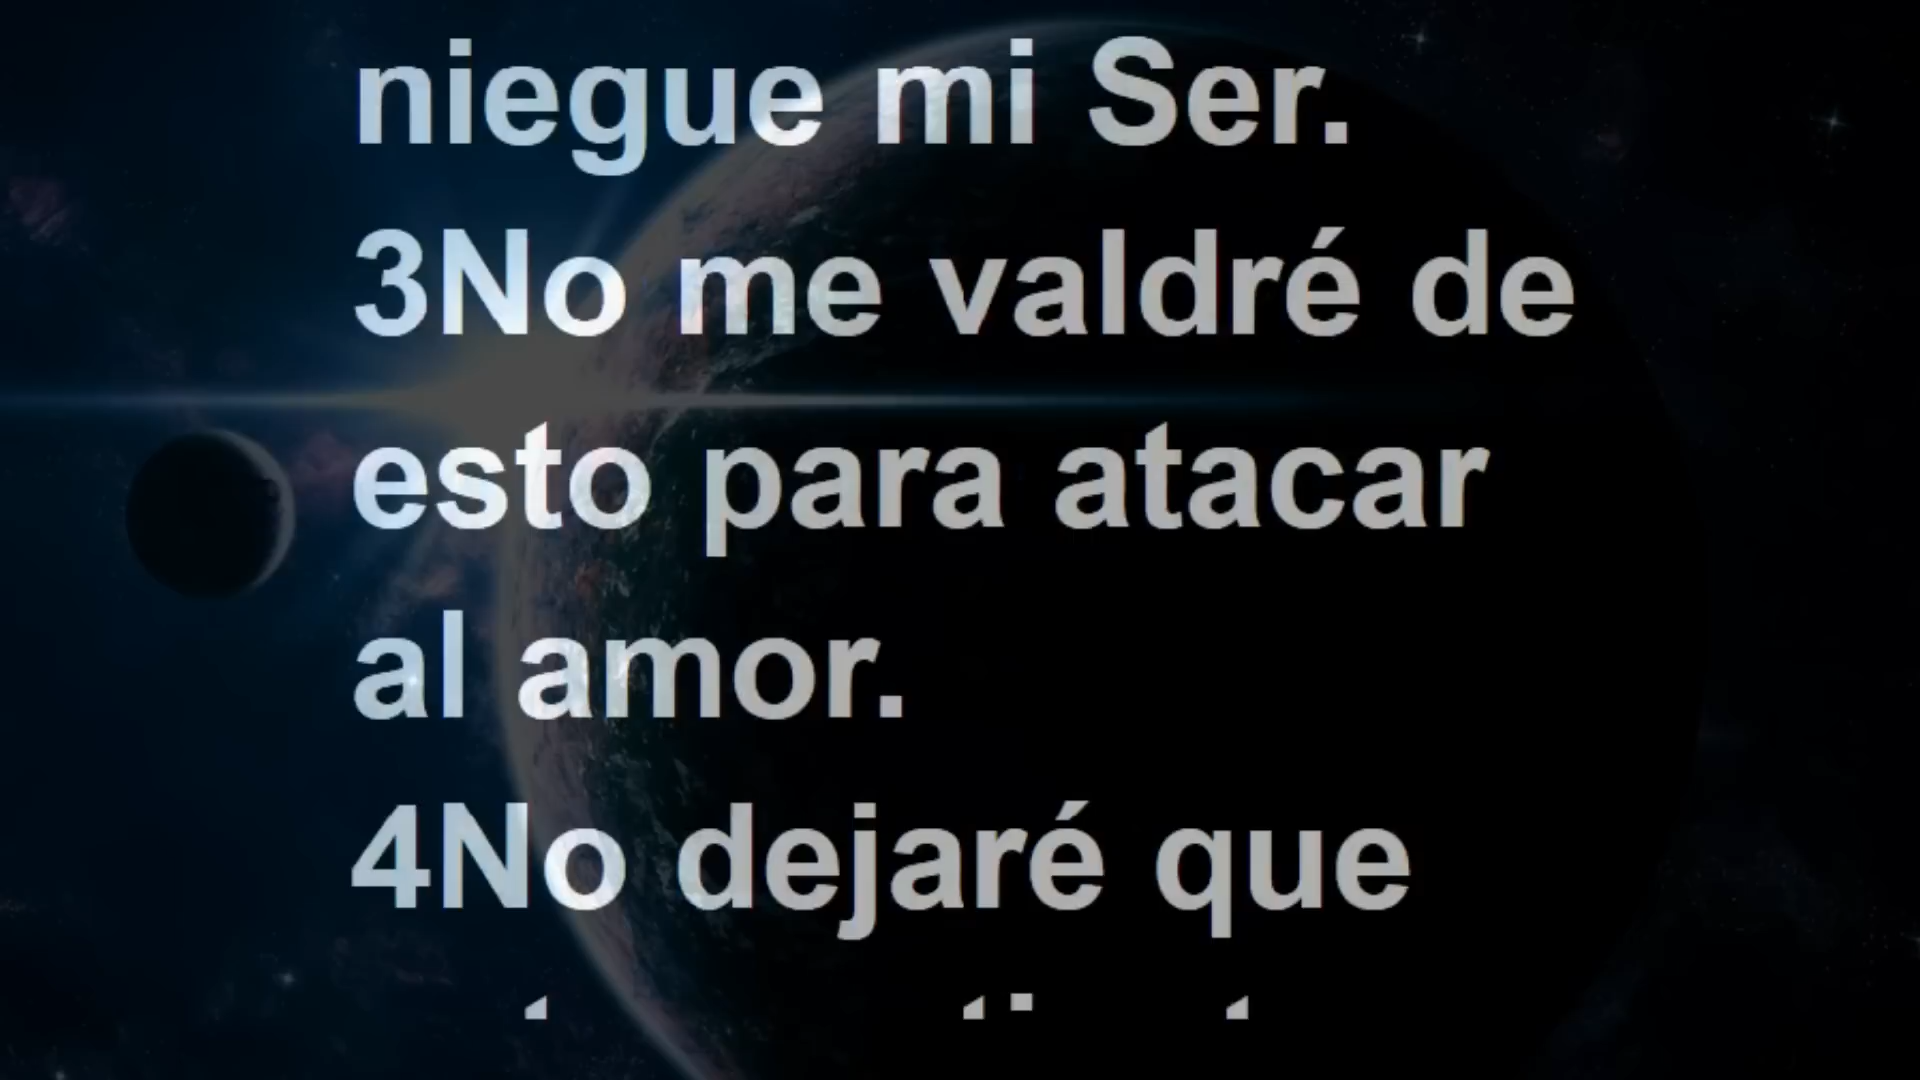 niegue mi Ser.
3No me valdré de
esto para atacar
al amor.
4No dejaré que